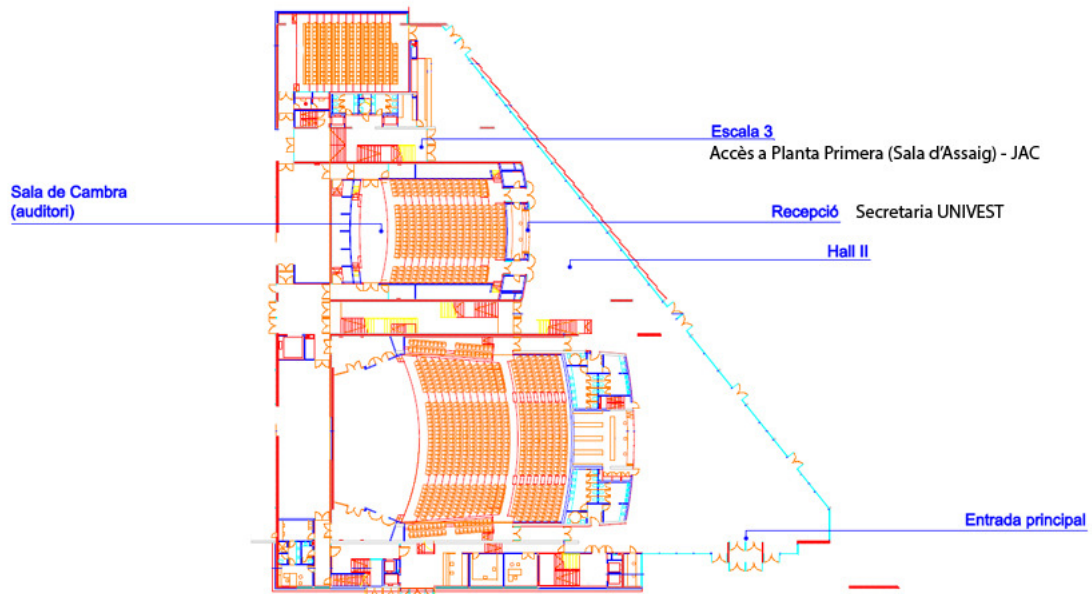 Escala 3
Accès a Planta Primera (Sala d'Assaig) - JAC
Sala de Cambra
(auditori)
Recepció Secretaria UNIVEST
Hall II
Entrada principal